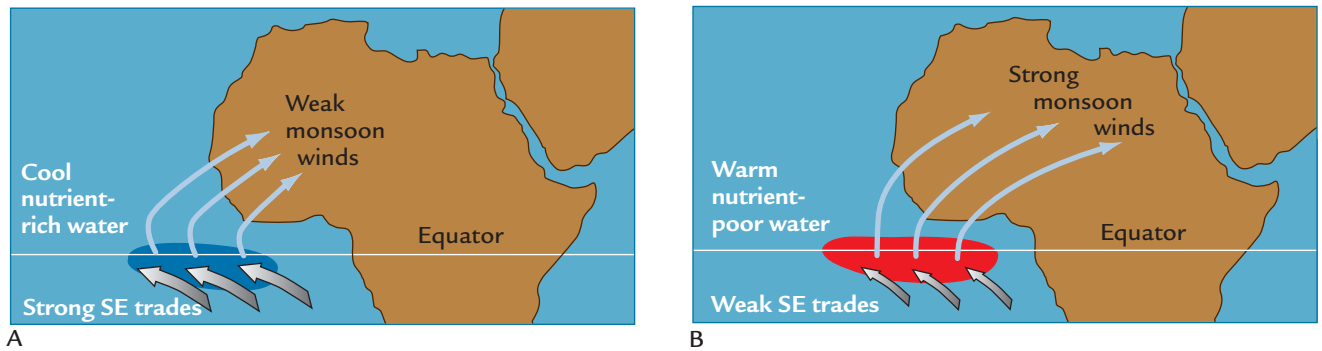 Weak
monsoon
winds
Cool
nutrient-
rich water
Equator
Strong SE trades
A
Strong
monsoon
winds
Warm
nutrient-
poor water
Equator
Weak SE trades
B